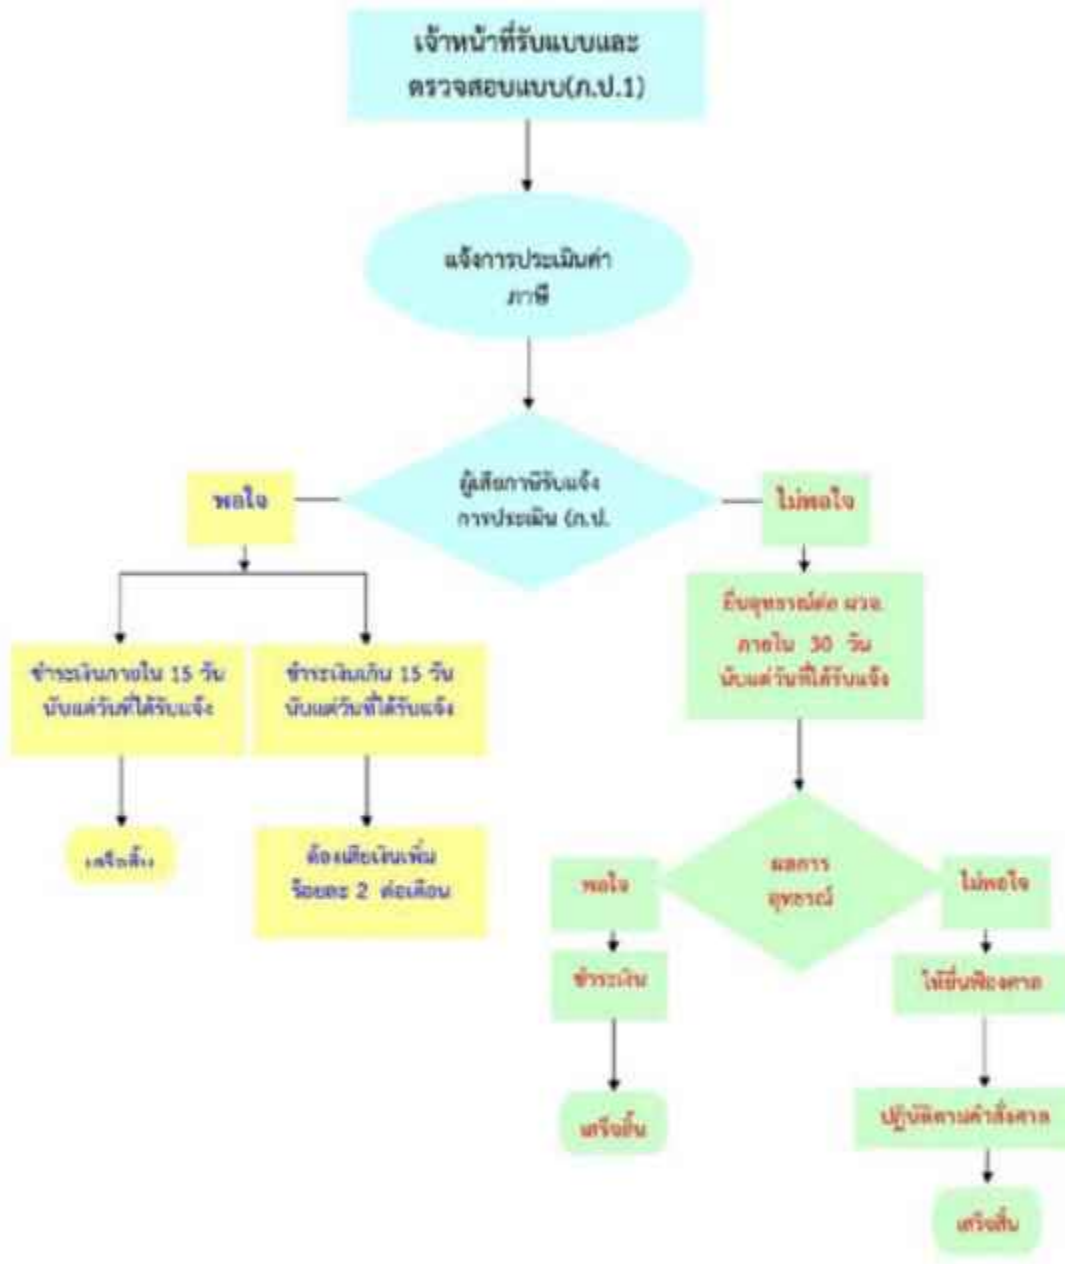 เจ้าหน้าที่รับแบบและ
ตรวจสอบแบบ(ภ.ป.1)
แจ้งการประเมินค่า
ภาษี
ผู้เสียภาษีรับแจ้ง
การประเมิน (ภ.ป.
พอใจ
ไม่พอใจ
ชำระเงินภายใน 15 วัน
นับแต่วันที่ได้รับแจ้ง
ชำระเงินเกิน 15 วัน
นับแต่วันที่ได้รับแจ้ง
ยื่นอุทธรณ์ต่อ ผวจ.
ภายใน 30 วัน
นับแต่วันที่ได้รับแจ้ง
เสร็จสิ้น
ต้องเสียเงินเพิ่ม
ร้อยละ 2 ต่อเดือน
พอใจ
ผลการ
อุทธรณ์
ไม่พอใจ
ชำระเงิน
ให้ยื่นฟ้องศาล
เสร็จสิ้น
ปฏิบัติตามคำสั่งศาล
เสร็จสิ้น